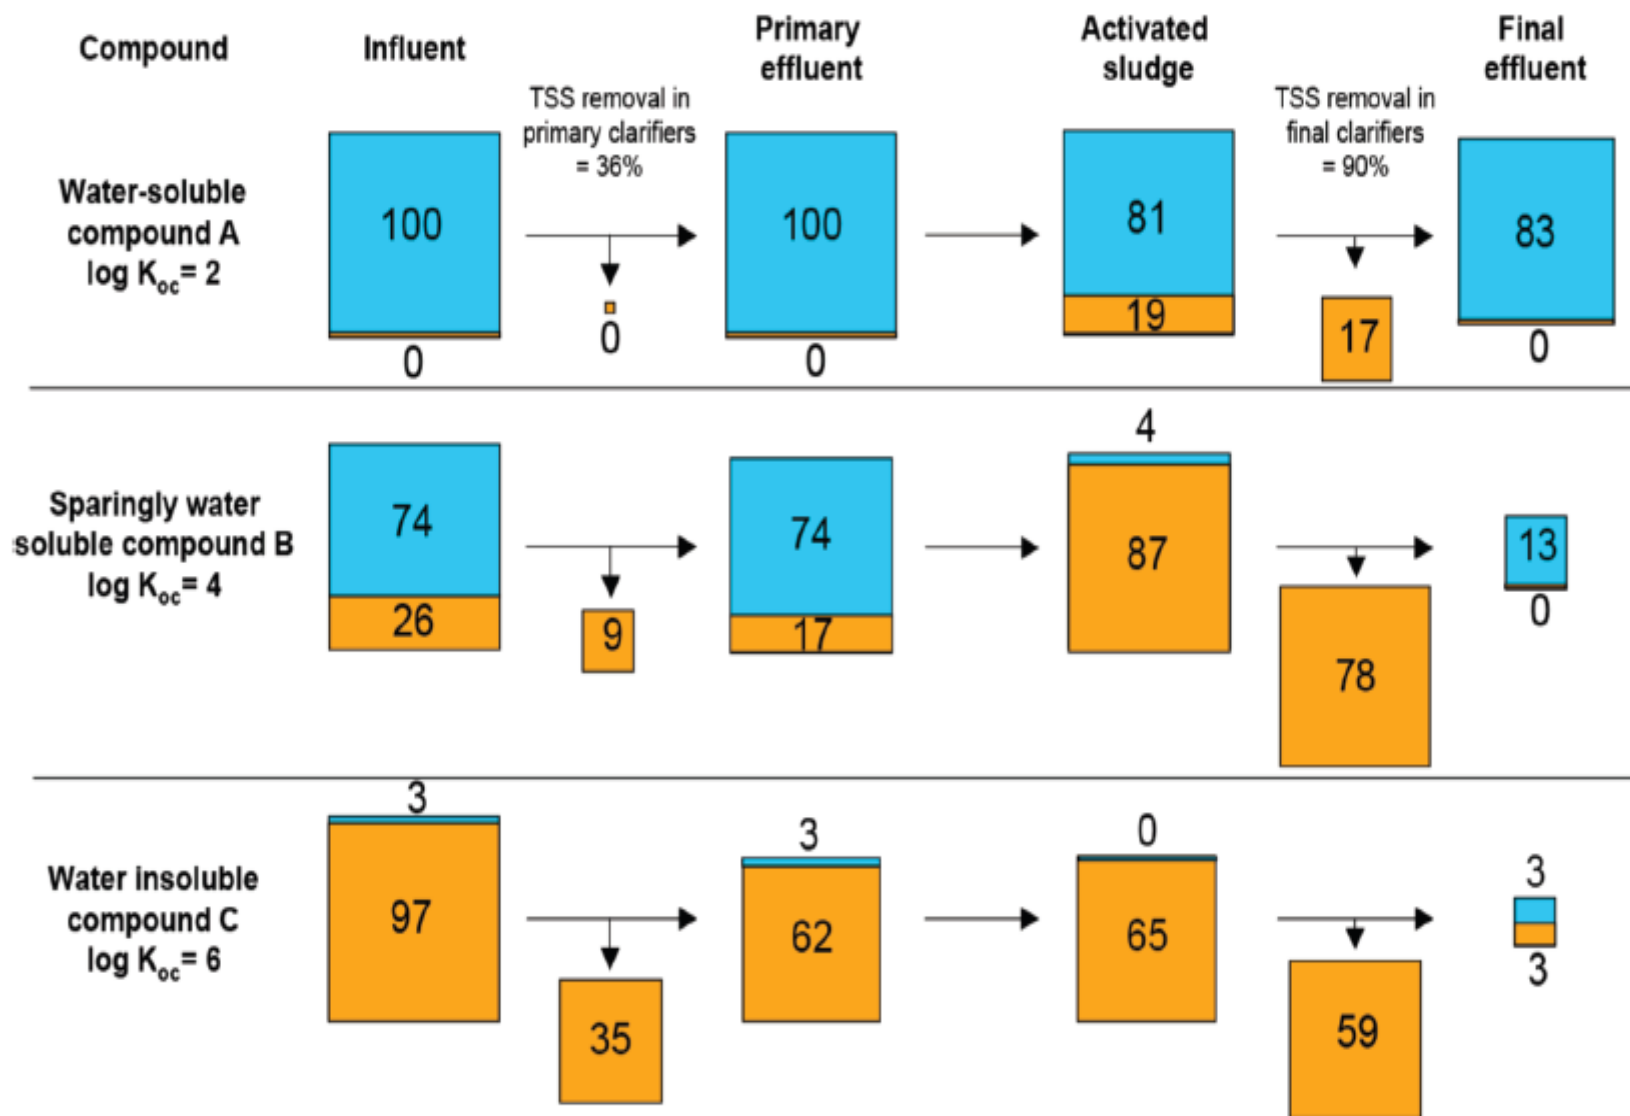 Compound
Influent
Primary
effluent
Activated
sludge
Final
effluent
TSS removal in
primary clarifiers
= 36%
TSS removal in
final clarifiers
= 90%
Water-soluble
compound A
log Koc= 2
100
0
0
100
0
81
19
17
83
0
Sparingly water
soluble compound B
log Koc= 4
74
26
9
74
17
4
87
78
13
0
Water insoluble
compound C
log Koc= 6
3
97
35
3
62
0
65
59
3
3